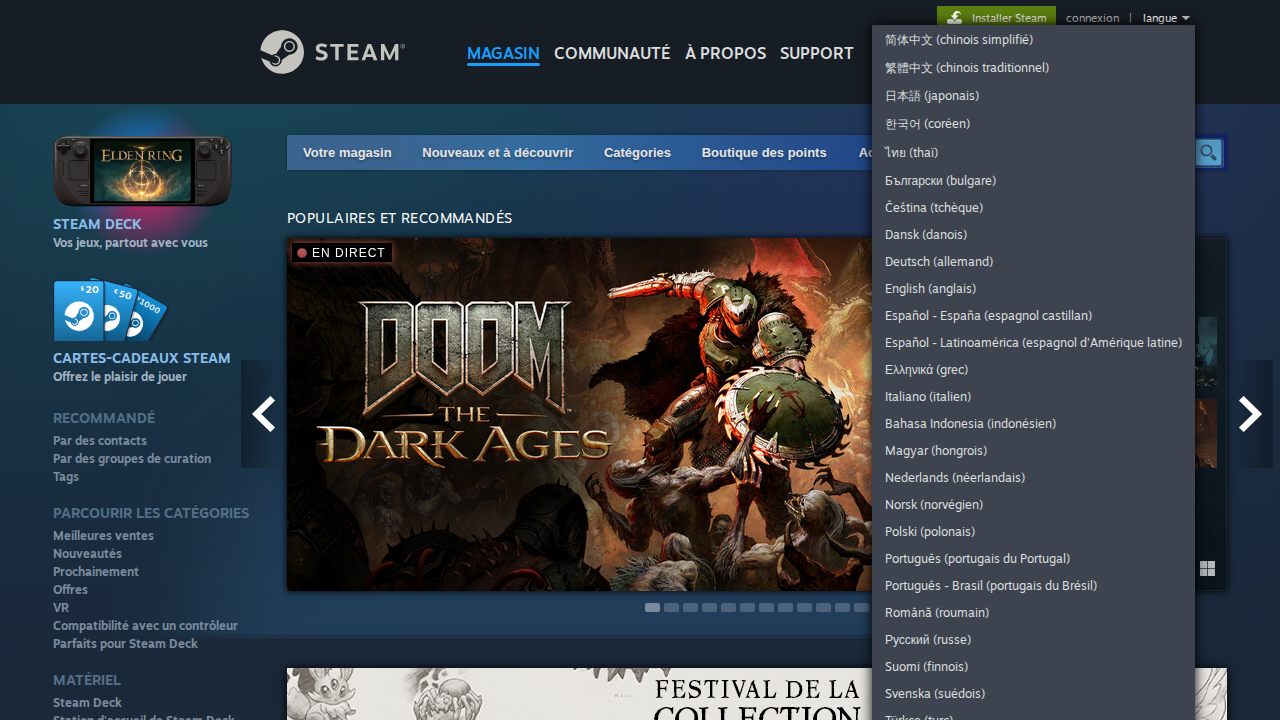 Installer Steam
connexion
|
langue
STEAM®
MAGASIN
COMMUNAUTÉ
À PROPOS
SUPPORT
简体中文 (chinois simplifié)
繁體中文 (chinois traditionnel)
日本語 (japonais)
한국어 (coréen)
ไทย (thaï)
Български (bulgare)
Čeština (tchèque)
Dansk (danois)
Deutsch (allemand)
English (anglais)
Español - España (espagnol castillan)
Español - Latinoamérica (espagnol d'Amérique latine)
Ελληνικά (grec)
Italiano (italien)
Bahasa Indonesia (indonésien)
Magyar (hongrois)
Nederlands (néerlandais)
Norsk (norvégien)
Polski (polonais)
Português (portugais du Portugal)
Português - Brasil (portugais du Brésil)
Română (roumain)
Русский (russe)
Suomi (finnois)
Svenska (suédois)
Türkçe (turc)
ELDEN RING
STEAM DECK
Vos jeux, partout avec vous
$ 20
€ 50
¥1000
CARTES-CADEAUX STEAM
Offrez le plaisir de jouer
RECOMMANDÉ
Par des contacts
Par des groupes de curation
Tags
PARCOURIR LES CATÉGORIES
Meilleures ventes
Nouveautés
Prochainement
Offres
VR
Compatibilité avec un contrôleur
Parfaits pour Steam Deck
MATÉRIEL
Steam Deck
Station d'accueil de Steam Deck
Votre magasin
Nouveaux et à découvrir
Catégories
Boutique des points
POPULAIRES ET RECOMMANDÉS
EN DIRECT
DOOM
THE
DARK AGES
FESTIVAL DE LA
COLLECTION